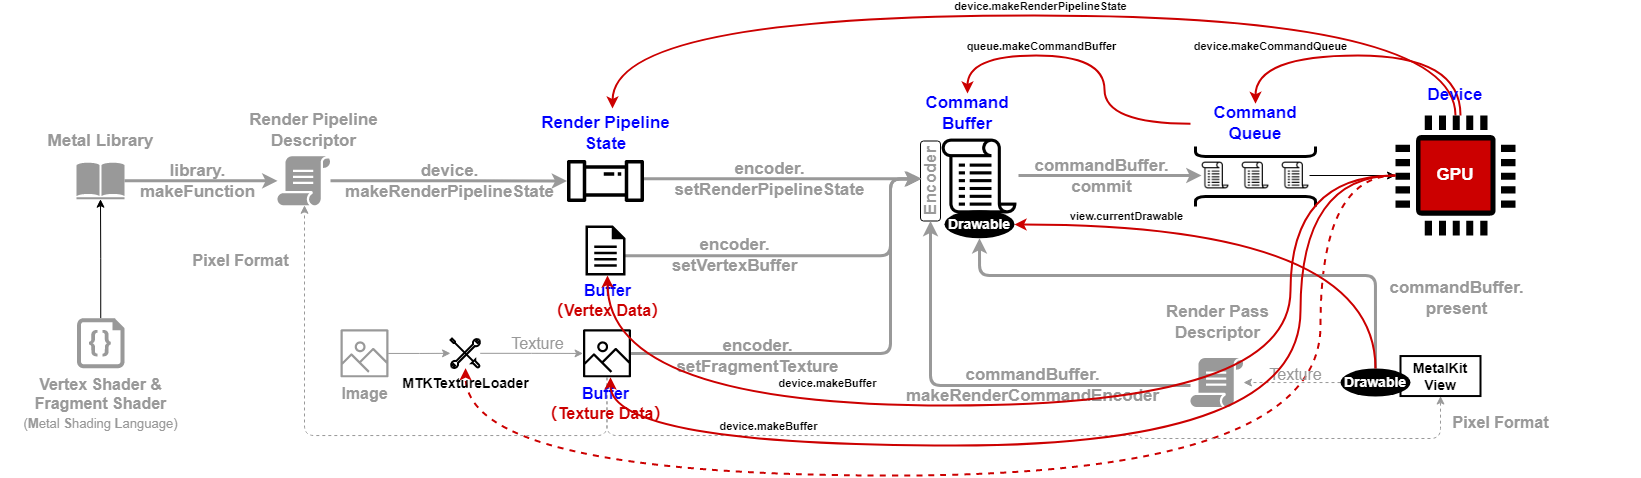 device.makeRenderPipelineState
queue.makeCommandBuffer
device.makeCommandQueue
Device
Command
Buffer
Command
Queue
Render Pipeline
State
Render Pipeline
Descriptor
Metal Library
library.
makeFunction
device.
makeRenderPipelineState
encoder.
setRenderPipelineState
Encoder
commandBuffer.
commit
GPU
Drawable
view.currentDrawable
encoder.
setVertexBuffer
Pixel Format
Buffer
（Vertex Data）
commandBuffer.
present
Render Pass
Descriptor
Texture
encoder.
setFragmentTexture
Image
MTKTextureLoader
device.makeBuffer
commandBuffer.
makeRenderCommandEncoder
Texture
Drawable
MetalKit
View
Vertex Shader &
Fragment Shader
(Metal Shading Language)
Buffer
（Texture Data）
device.makeBuffer
Pixel Format